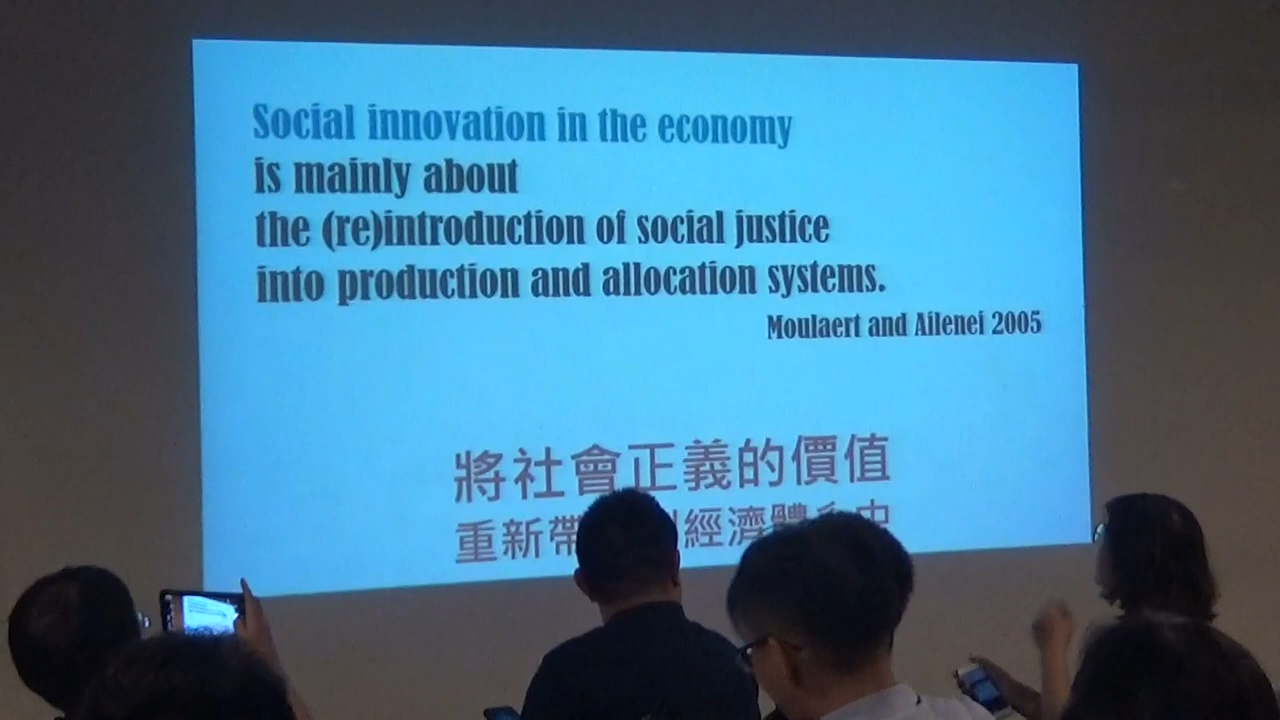 Social innovation in the economy
is mainly about
the (re)introduction of social justice
into production and allocation systems.
Moulaert and Ailenei 2005
將社會正義的價值
重新帶 經濟體系中